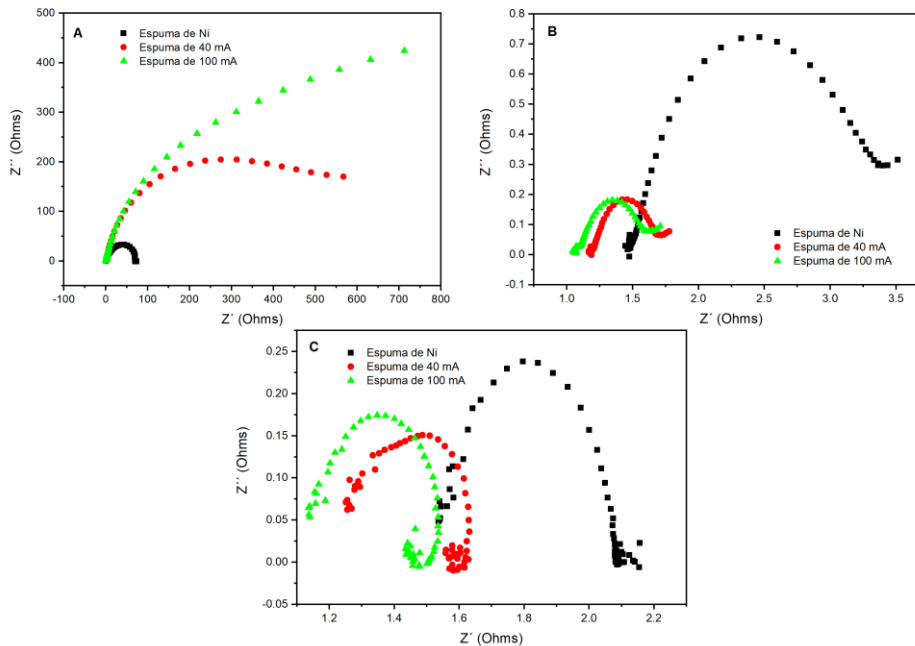 A
Espuma de Ni
Espuma de 40 mA
Espuma de 100 mA
500
400
300
200
100
0
Z´´ (Ohms)
-100 0 100 200 300 400 500 600 700 800
Z´ (Ohms)
B
0.8
0.7
0.6
0.5
0.4
0.3
0.2
0.1
0.0
-0.1
Z´´ (Ohms)
Espuma de Ni
Espuma de 40 mA
Espuma de 100 mA
1.0 1.5 2.0 2.5 3.0 3.5
Z´ (Ohms)
C
Espuma de Ni
Espuma de 40 mA
Espuma de 100 mA
0.25
0.20
0.15
0.10
0.05
0.00
-0.05
Z´´ (Ohms)
1.2 1.4 1.6 1.8 2.0 2.2
Z´ (Ohms)